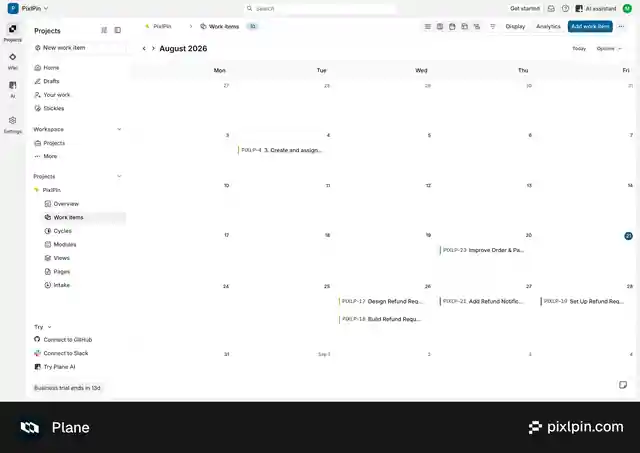 PixlPin
Search
Get started
AI assistant
M
Projects
Wiki
AI
Settings
Projects
New work item
Home
Drafts
Your work
Stickies
Workspace
Projects
More
Projects
PixlPin
Overview
Work items
Cycles
Modules
Views
Pages
Intake
Try
Connect to GitHub
Connect to Slack
Try Plane AI
Business trial ends in 13d
PixlPin
Work items
Display
Analytics
Add work item
August 2026
Today
Options
Mon Tue Wed Thu Fri
27 28 29 30 31
3 4 5 6 7
PIXLP-4 3. Create and assign...
10 11 12 13 14
17 18 19 20 21
PIXLP-23 Improve Order & Pa...
24 25 26 27 28
PIXLP-17 Design Refund Req... PIXLP-21 Add Refund Notific... PIXLP-19 Set Up Refund Req...
PIXLP-18 Build Refund Requ...
31 Sep 1 2 3 4
Plane
pixlpin.com